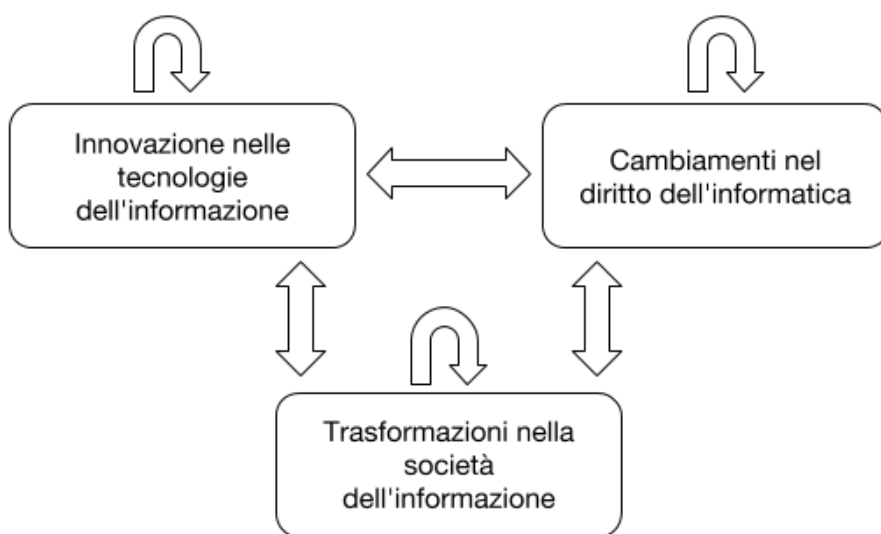 Innovazione nelle
tecnologie
dell'informazione
Cambiamenti nel
diritto dell'informatica
Trasformazioni nella
società
dell'informazione